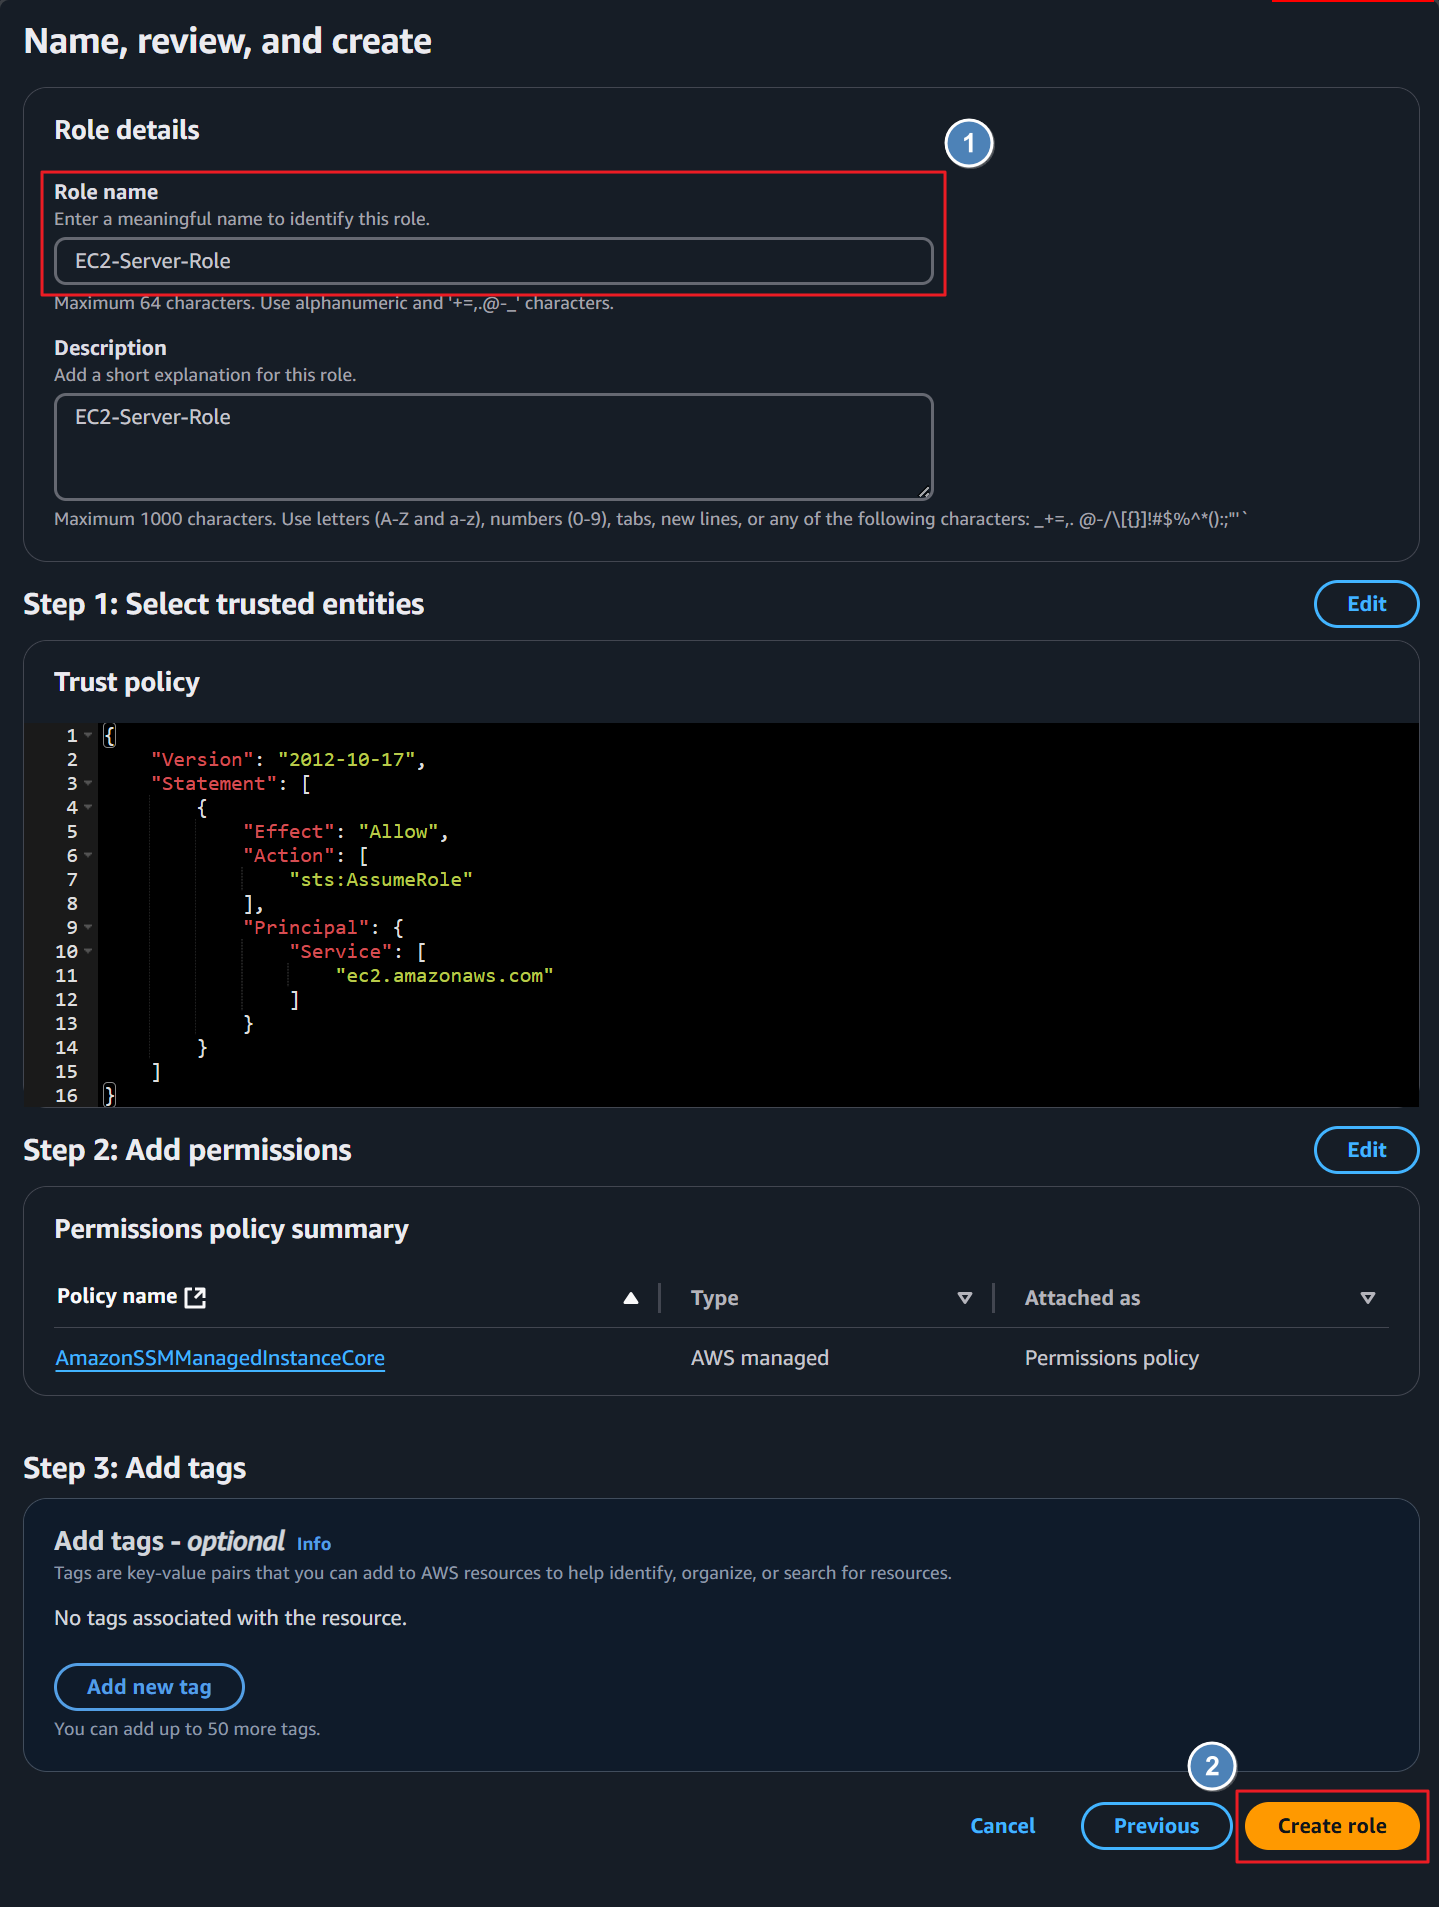 Name, review, and create
Role details
1
Role name
Enter a meaningful name to identify this role.
EC2-Server-Role
Maximum 64 characters. Use alphanumeric and '+=,.@-_' characters.
Description
Add a short explanation for this role.
EC2-Server-Role
Maximum 1000 characters. Use letters (A-Z and a-z), numbers (0-9), tabs, new lines, or any of the following characters: _+=,. @-/\[{}]!#$%^*();:"'`
Step 1: Select trusted entities
Edit
Trust policy
1 {
2     "Version": "2012-10-17",
3     "Statement": [
4         {
5             "Effect": "Allow",
6             "Action": [
7                 "sts:AssumeRole"
8             ],
9             "Principal": {
10                 "Service": [
11                     "ec2.amazonaws.com"
12                 ]
13             }
14         }
15     ]
16 }
Step 2: Add permissions
Edit
Permissions policy summary
Policy name
Type
Attached as
AmazonSSMManagedInstanceCore
AWS managed
Permissions policy
Step 3: Add tags
Add tags - optional Info
Tags are key-value pairs that you can add to AWS resources to help identify, organize, or search for resources.
No tags associated with the resource.
Add new tag
You can add up to 50 more tags.
2
Cancel
Previous
Create role